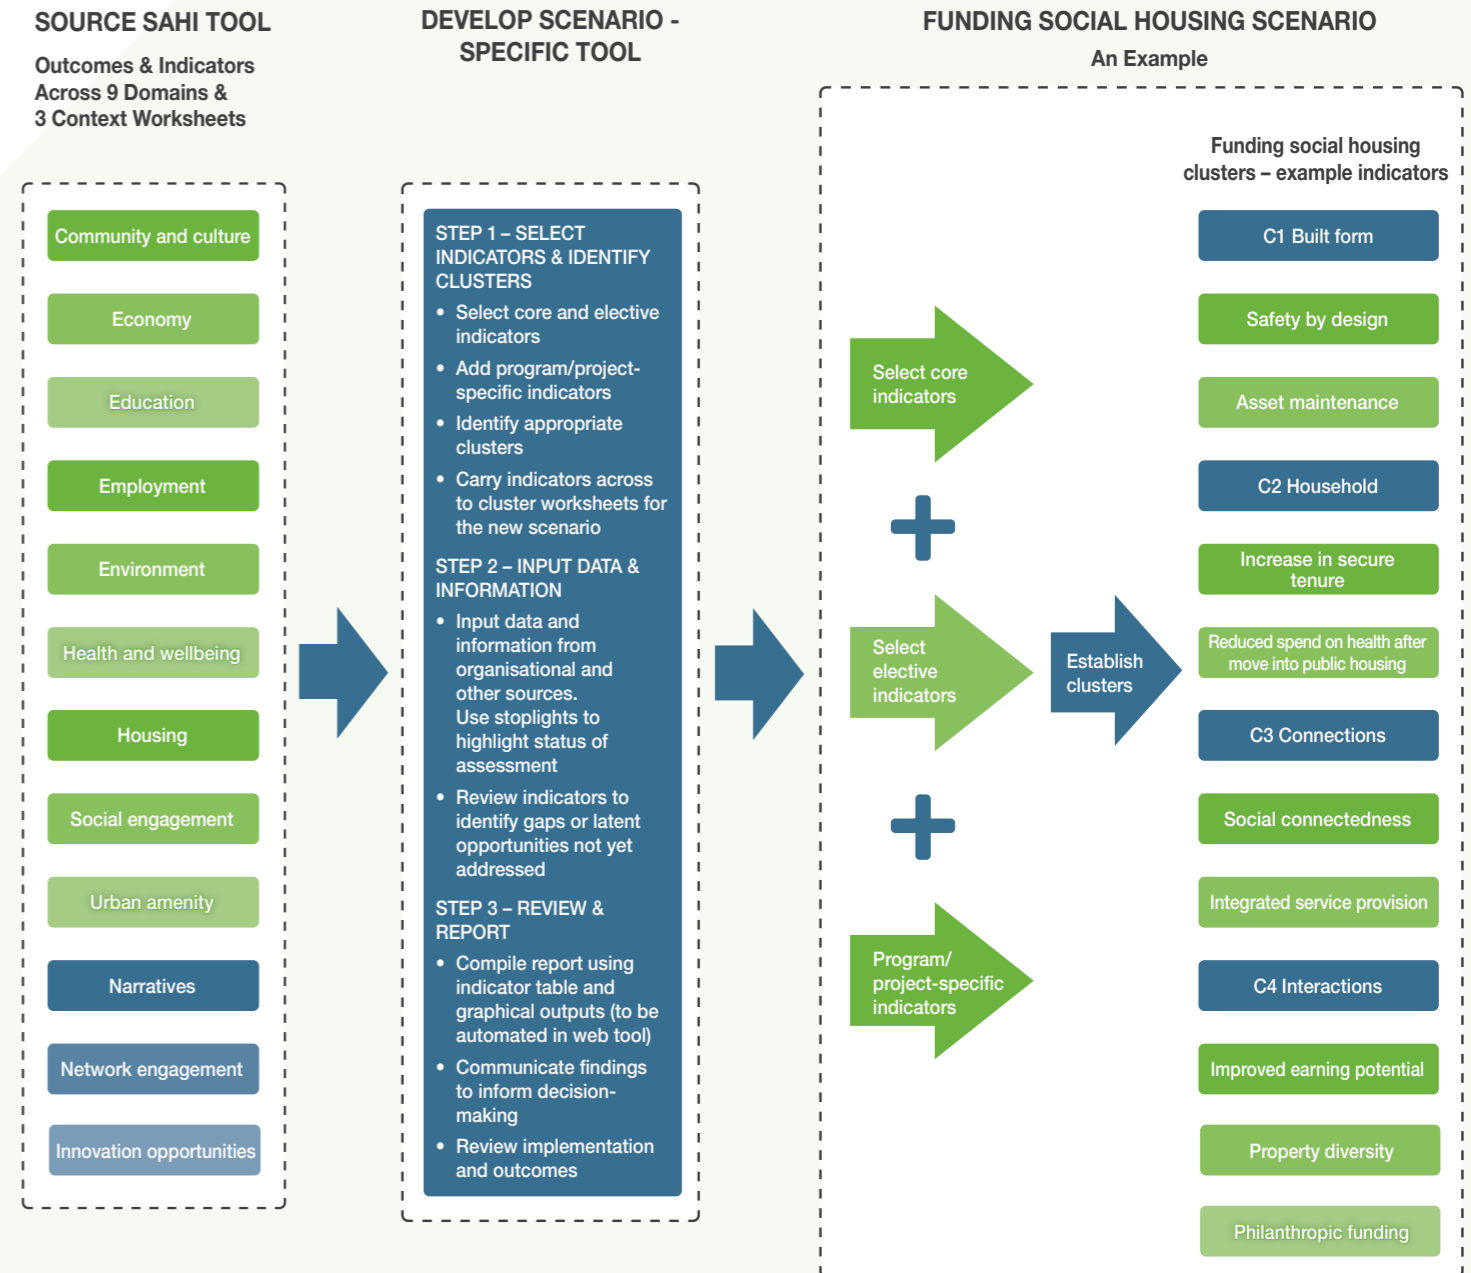 SOURCE SAHI TOOL
Outcomes & Indicators
Across 9 Domains &
3 Context Worksheets
Community and culture
Economy
Education
Employment
Environment
Health and wellbeing
Housing
Social engagement
Urban amenity
Narratives
Network engagement
Innovation opportunities
DEVELOP SCENARIO -
SPECIFIC TOOL
STEP 1 – SELECT
INDICATORS & IDENTIFY
CLUSTERS
• Select core and elective
indicators
• Add program/project-
specific indicators
• Identify appropriate
clusters
• Carry indicators across
to cluster worksheets for
the new scenario
STEP 2 – INPUT DATA &
INFORMATION
• Input data and
information from
organisational and
other sources.
Use stoplights to
highlight status of
assessment
• Review indicators to
identify gaps or latent
opportunities not yet
addressed
STEP 3 – REVIEW &
REPORT
• Compile report using
indicator table and
graphical outputs (to be
automated in web tool)
• Communicate findings
to inform decision-
making
• Review implementation
and outcomes
FUNDING SOCIAL HOUSING SCENARIO
An Example
Select core
indicators
Select
elective
indicators
Program/
project-specific
indicators
Establish
clusters
Funding social housing
clusters – example indicators
C1 Built form
Safety by design
Asset maintenance
C2 Household
Increase in secure
tenure
Reduced spend on health after
move into public housing
C3 Connections
Social connectedness
Integrated service provision
C4 Interactions
Improved earning potential
Property diversity
Philanthropic funding